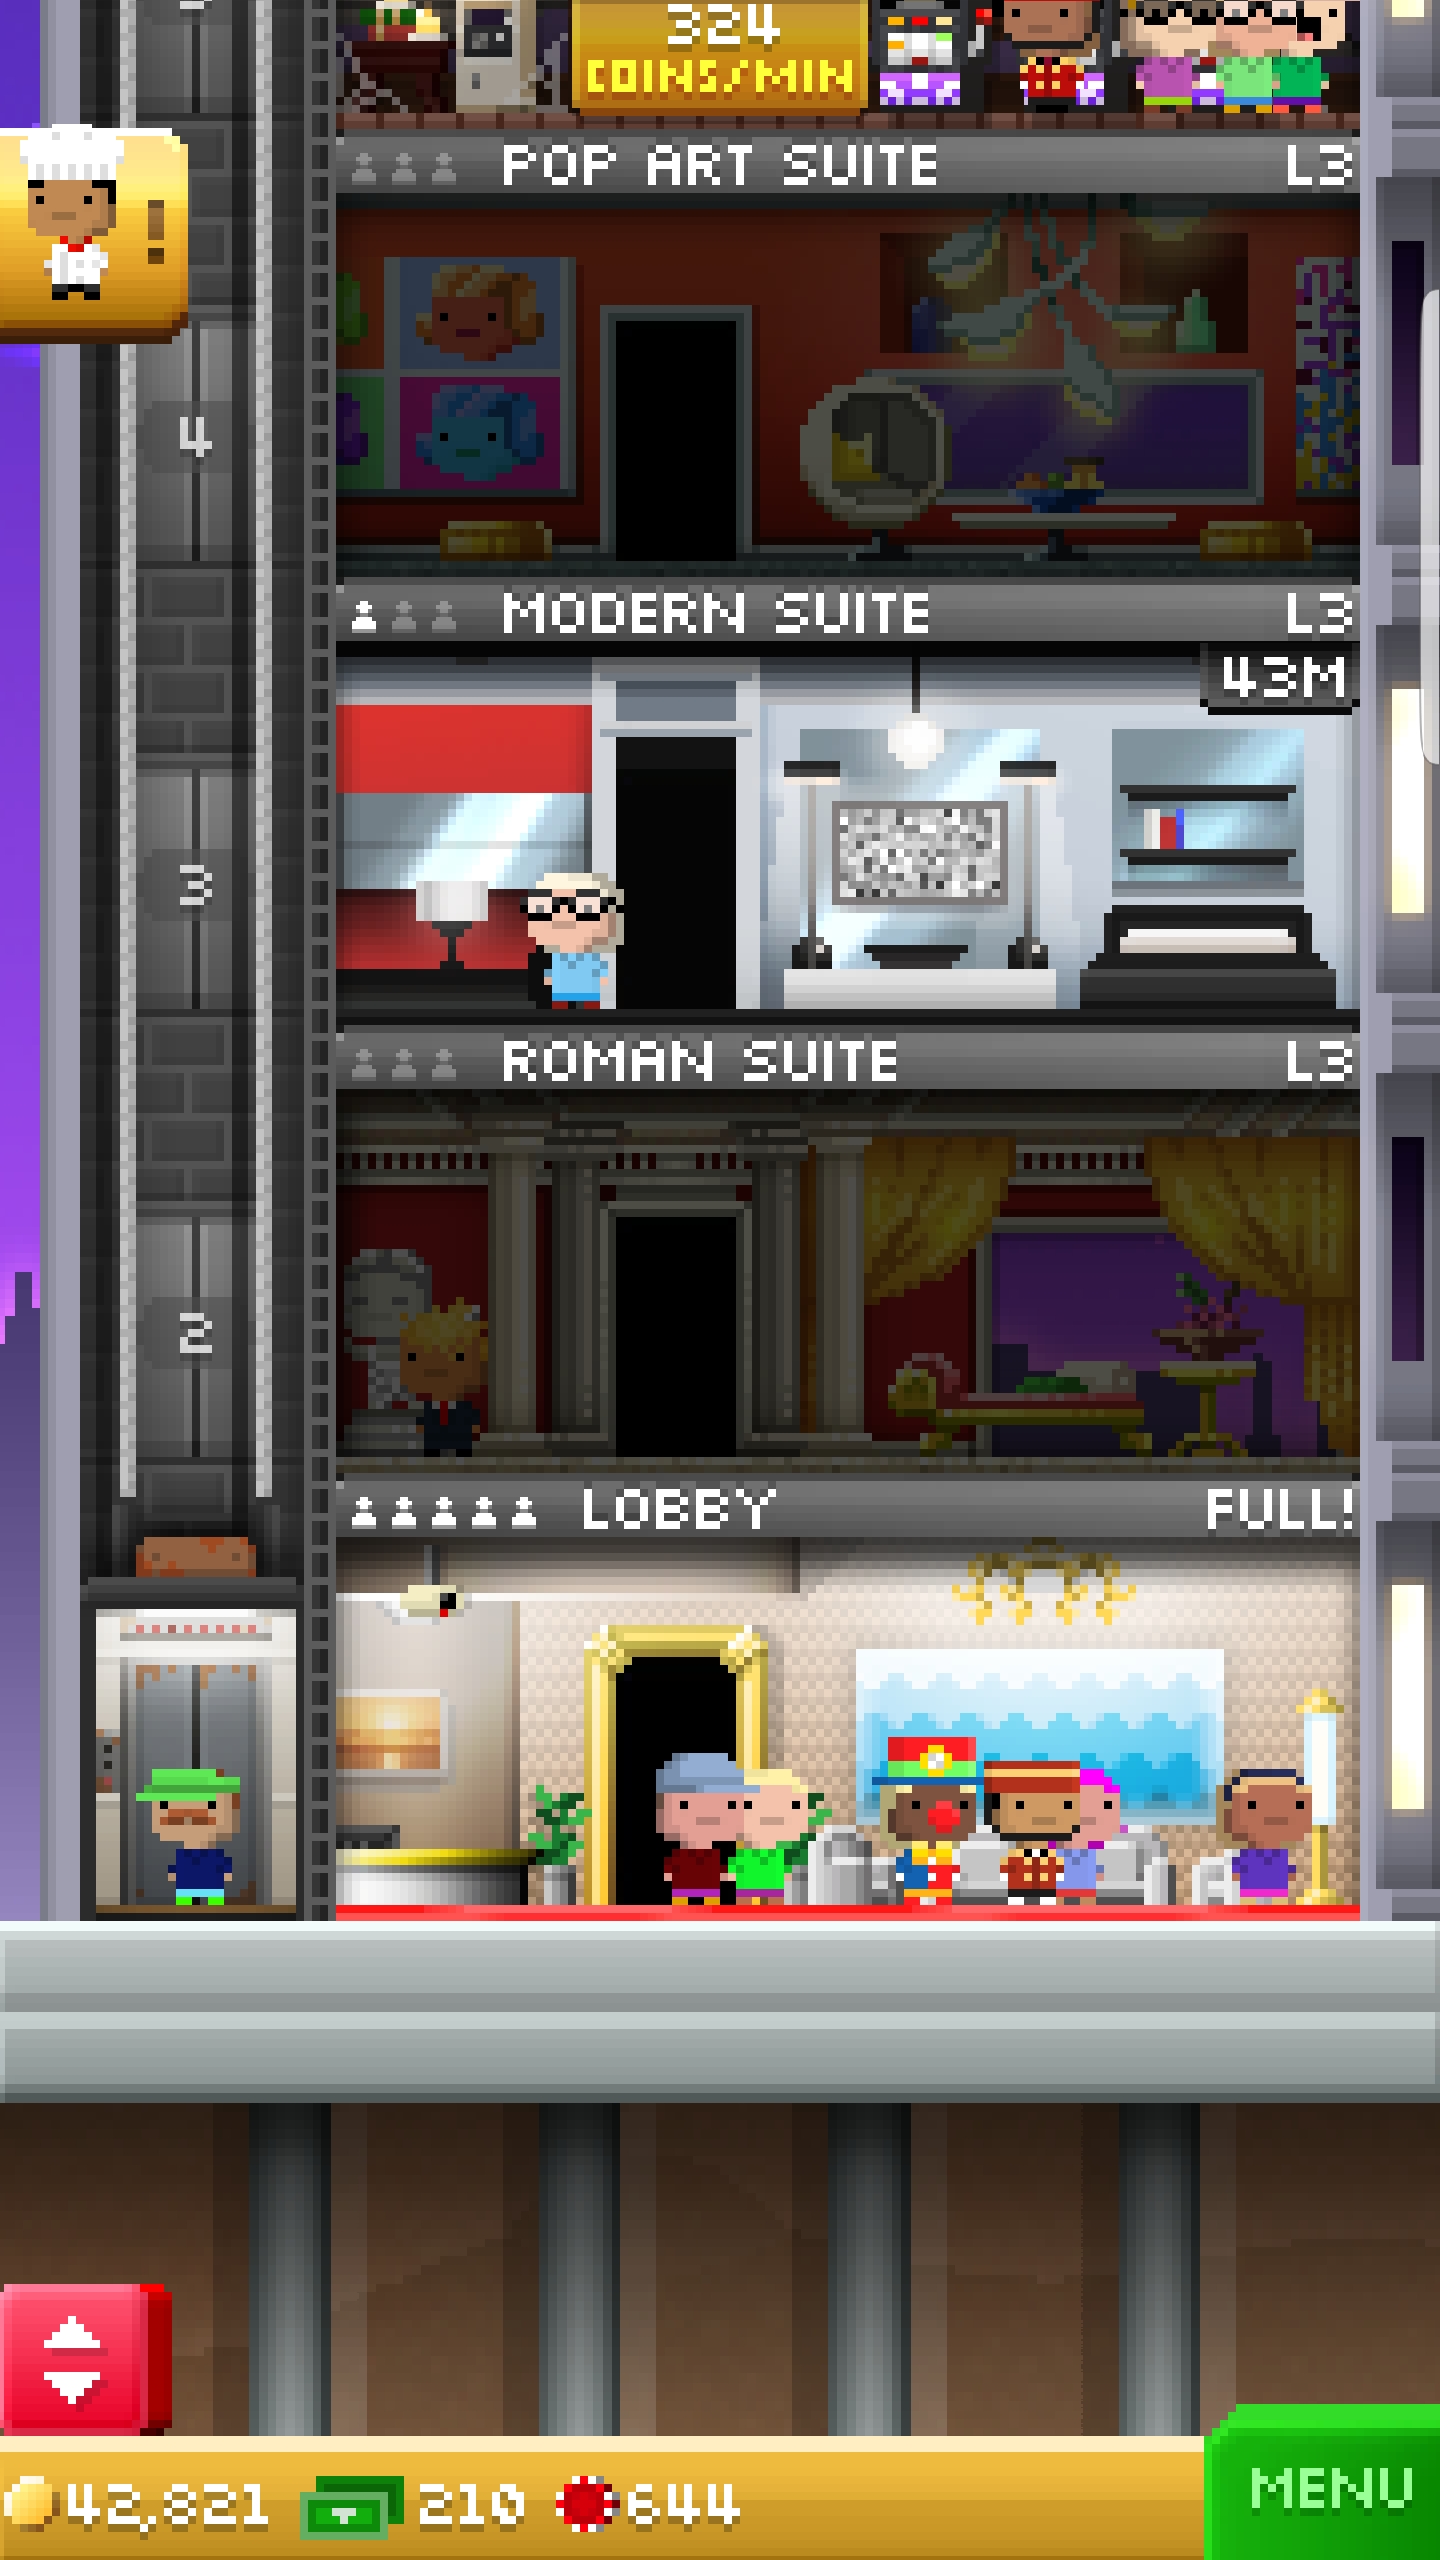 324
COINS/MIN
POP ART SUITE L3
!
4
MODERN SUITE L3
43M
3
ROMAN SUITE L3
2
LOBBY FULL!
42,821 210 644
MENU